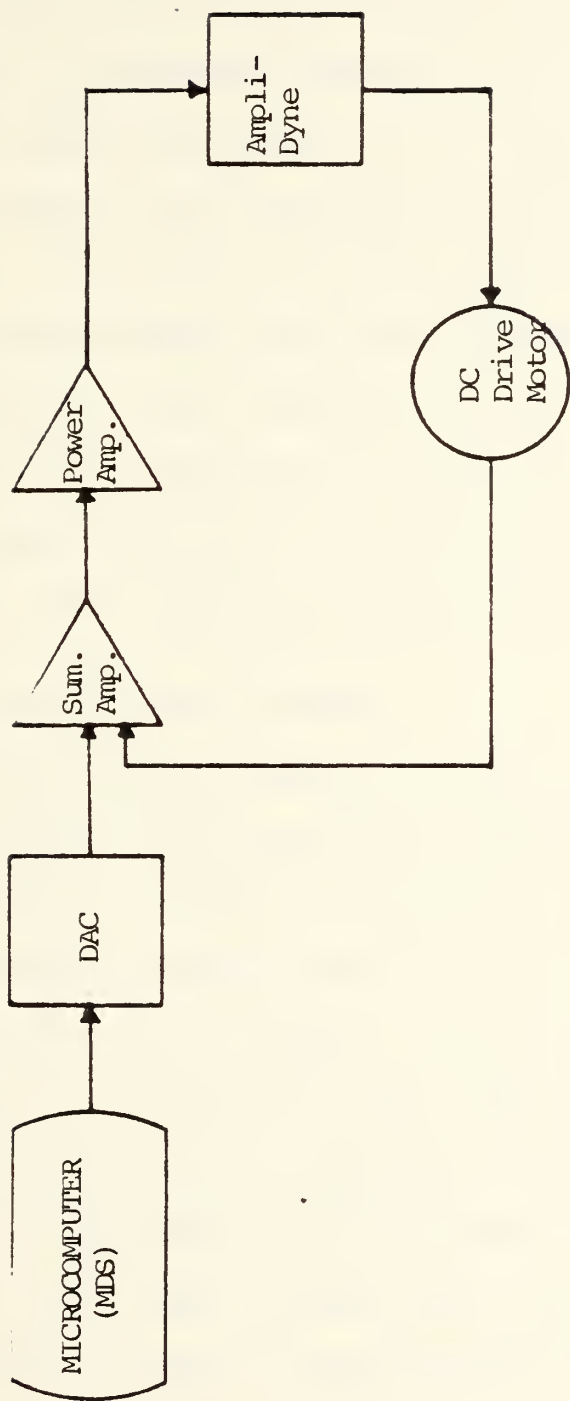 MICROCOMPUTER
(MDS)
DAC
Sum.
Amp.
Power
Amp.
Ampli-
Dyne
DC
Drive
Motor